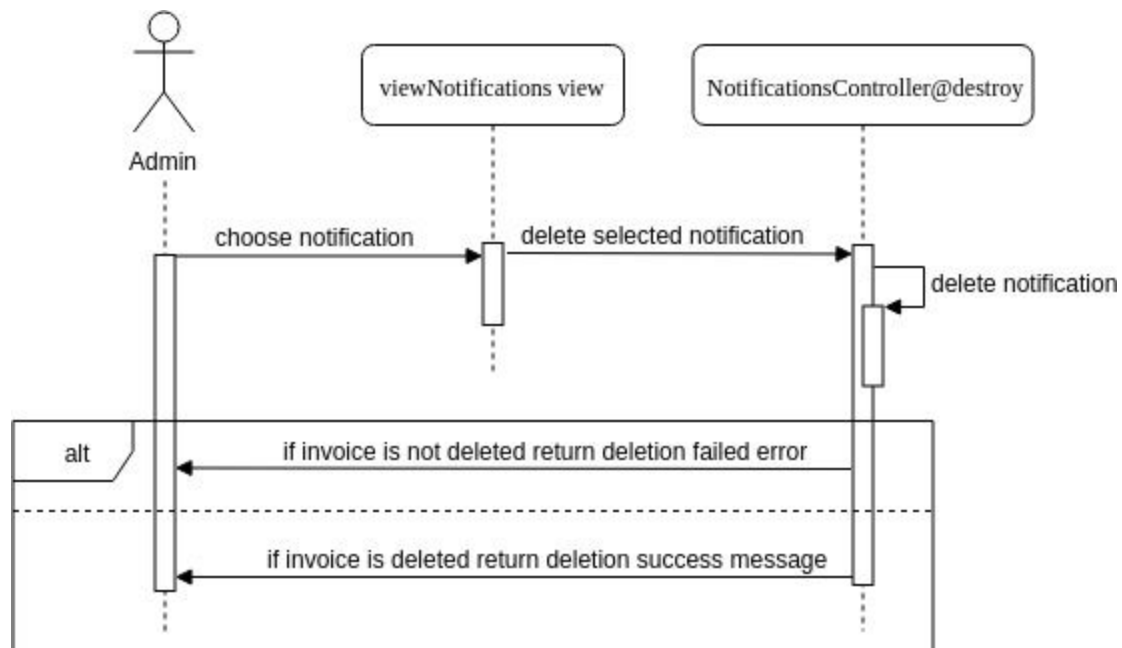 viewNotifications view
NotificationsController@destroy
Admin
choose notification
delete selected notification
delete notification
alt
if invoice is not deleted return deletion failed error
if invoice is deleted return deletion success message